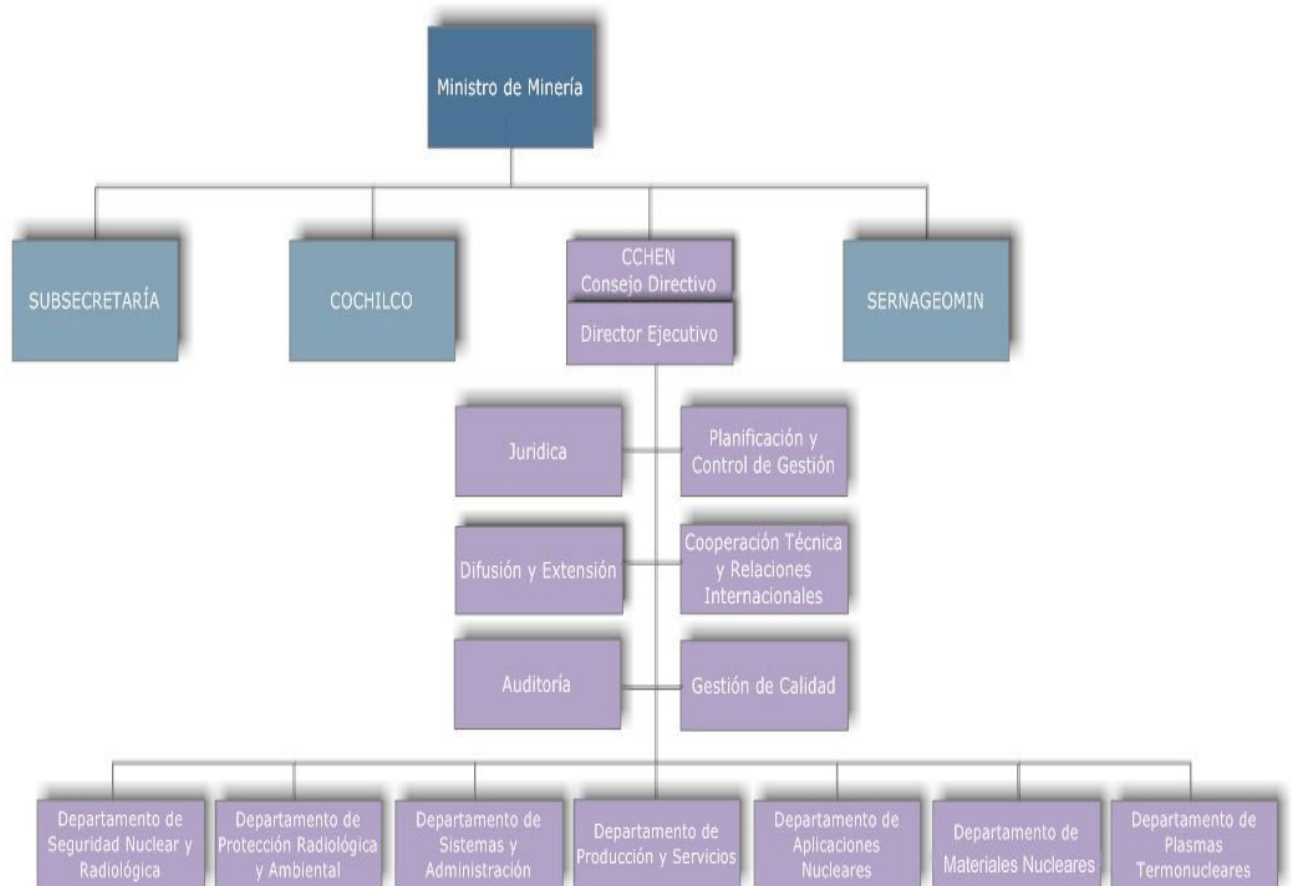 Ministro de Minería
SUBSECRETARÍA
COCHILCO
CCHEN
Consejo Directivo
Director Ejecutivo
SERNAGEOMIN
Juridica
Planificación y
Control de Gestión
Difusión y Extensión
Cooperación Técnica
y Relaciones
Internacionales
Auditoría
Gestión de Calidad
Departamento de
Seguridad Nuclear y
Radiológica
Departamento de
Protección Radiológica
y Ambiental
Departamento de
Sistemas y
Administración
Departamento de
Producción y Servicios
Departamento de
Aplicaciones
Nucleares
Departamento de
Materiales Nucleares
Departamento de
Plasmas
Termonucleares